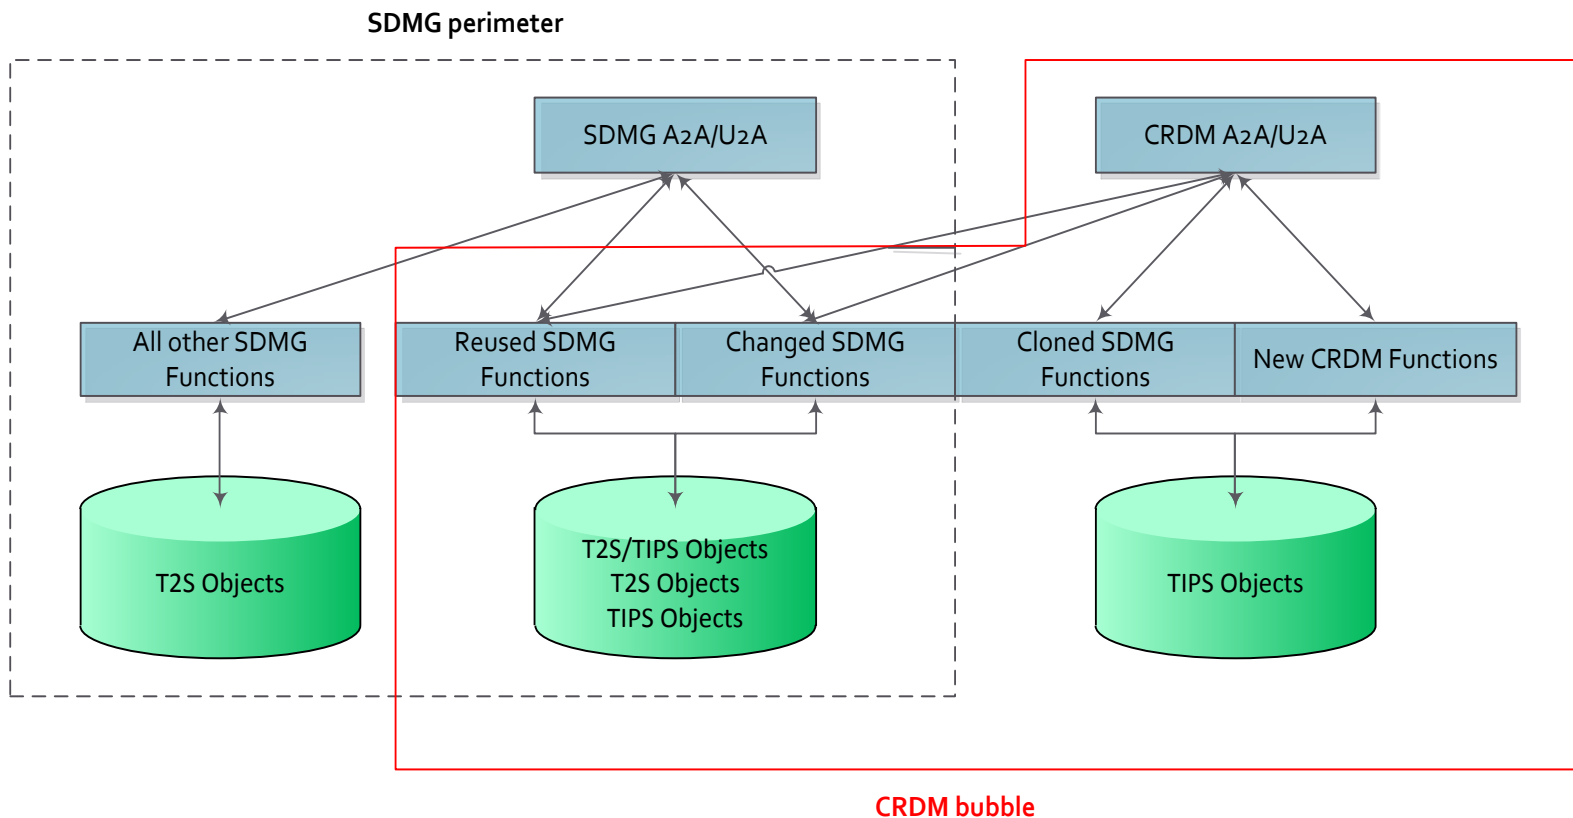 SDMG perimeter
SDMG A2A/U2A
CRDM A2A/U2A
All other SDMG
Functions
Reused SDMG
Functions
Changed SDMG
Functions
Cloned SDMG
Functions
New CRDM Functions
T2S Objects
T2S/TIPS Objects
T2S Objects
TIPS Objects
TIPS Objects
CRDM bubble